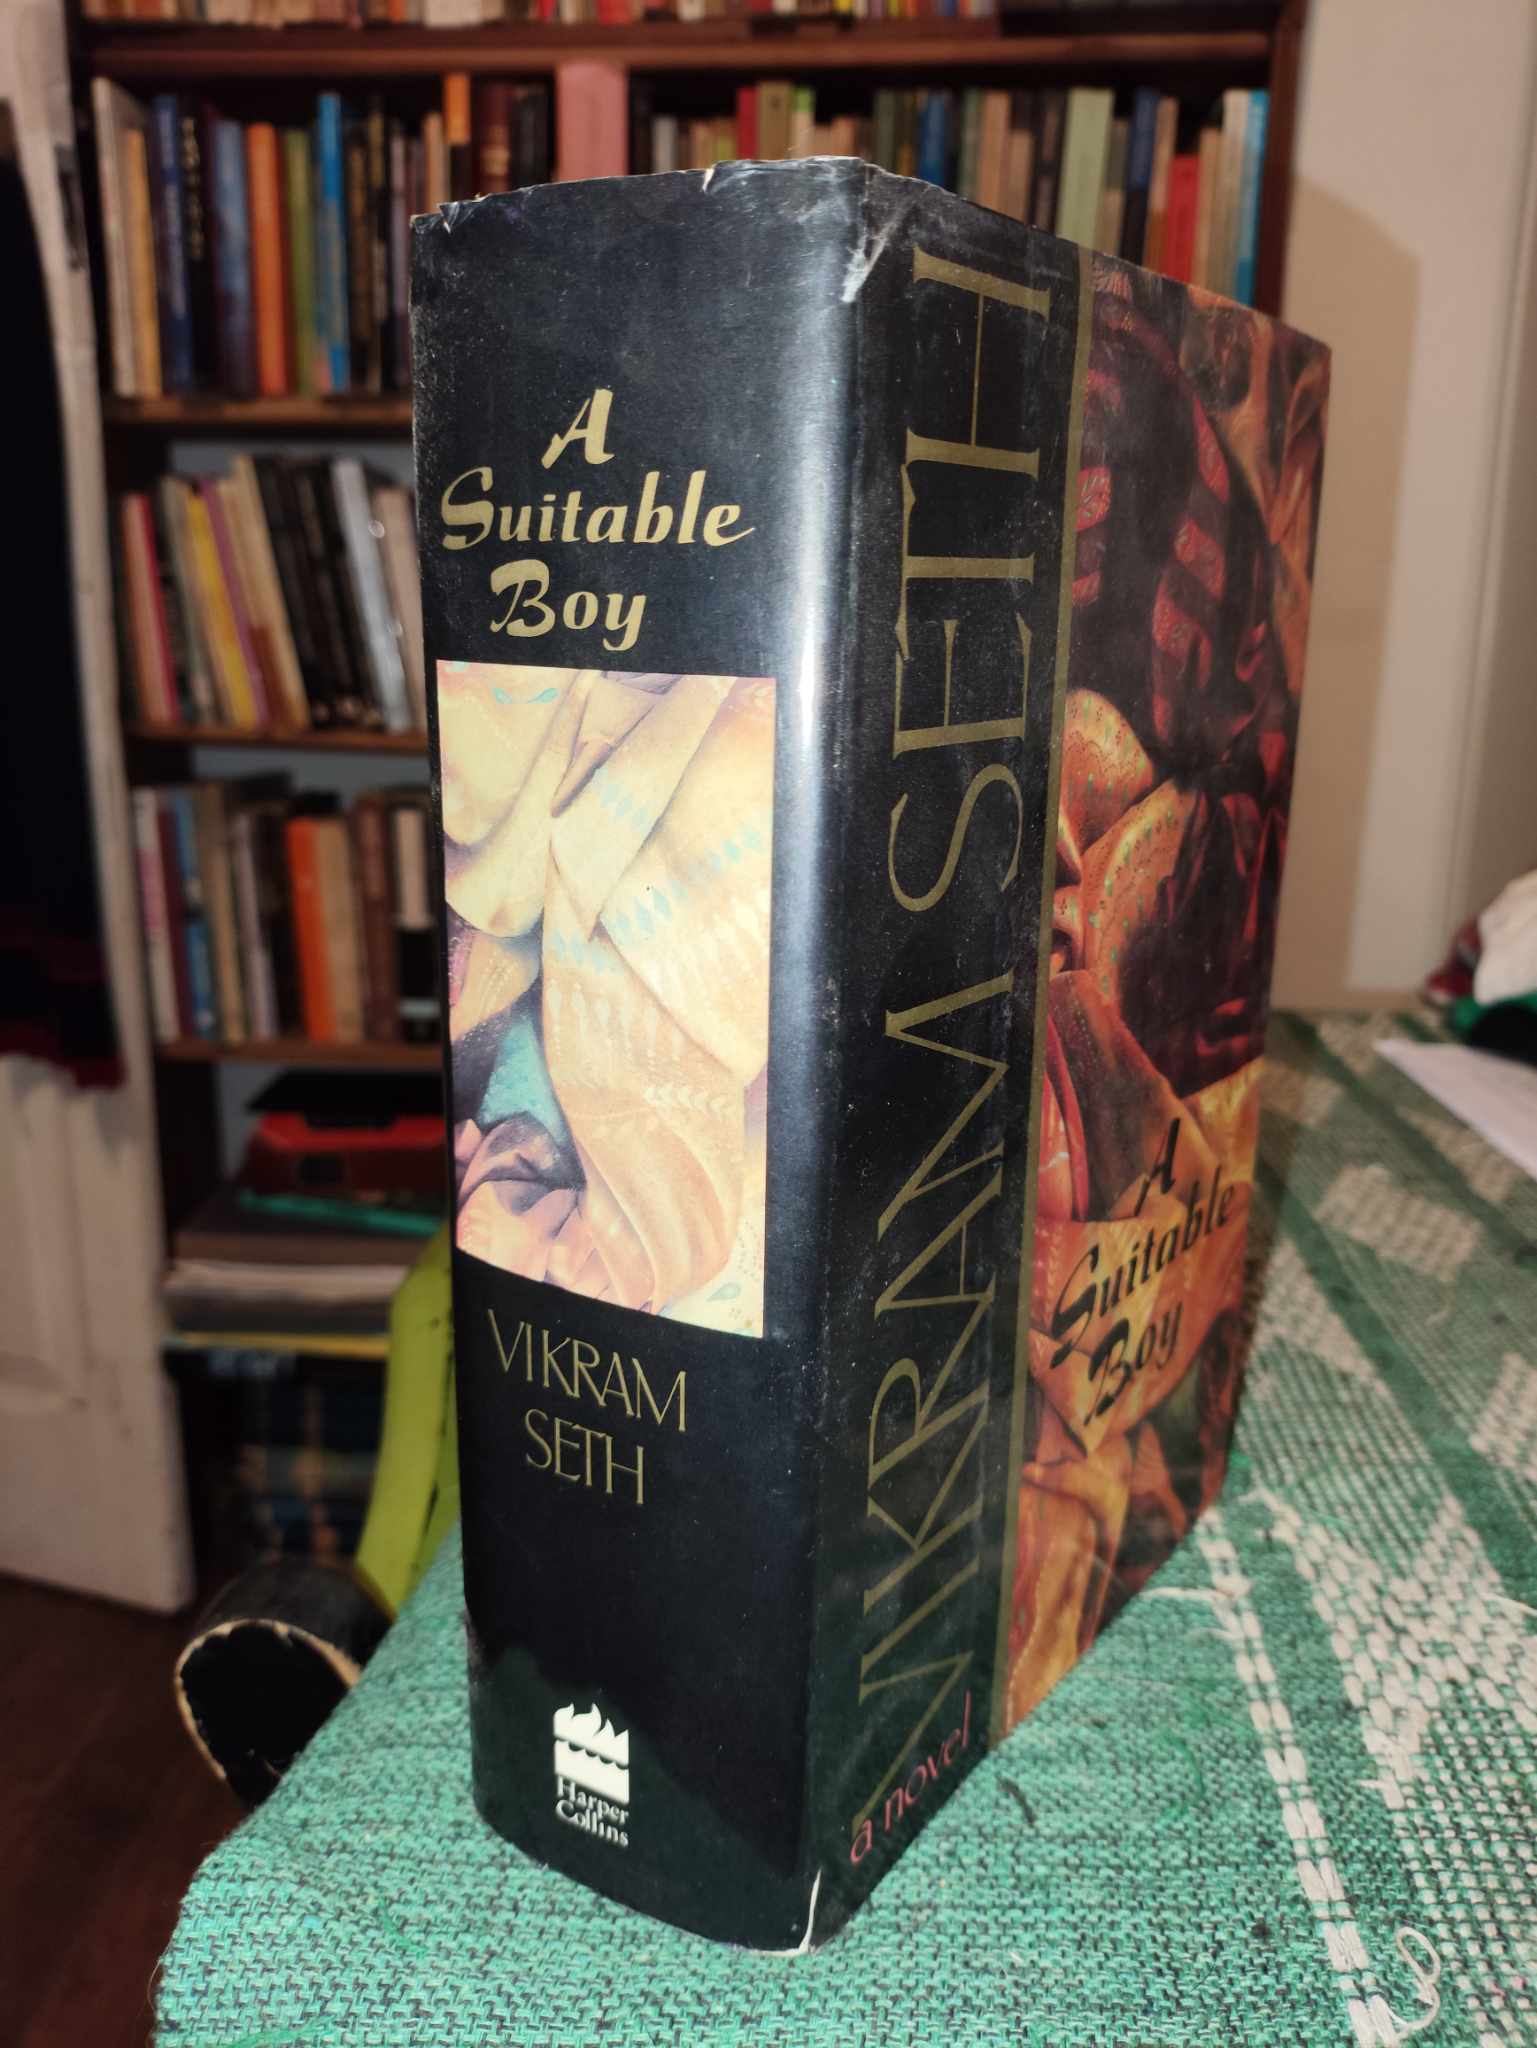 A
Suitable
Boy
VIKRAM
SETH
Harper
Collins
VIKRAM SETH
a novel
A
Suitable
Boy